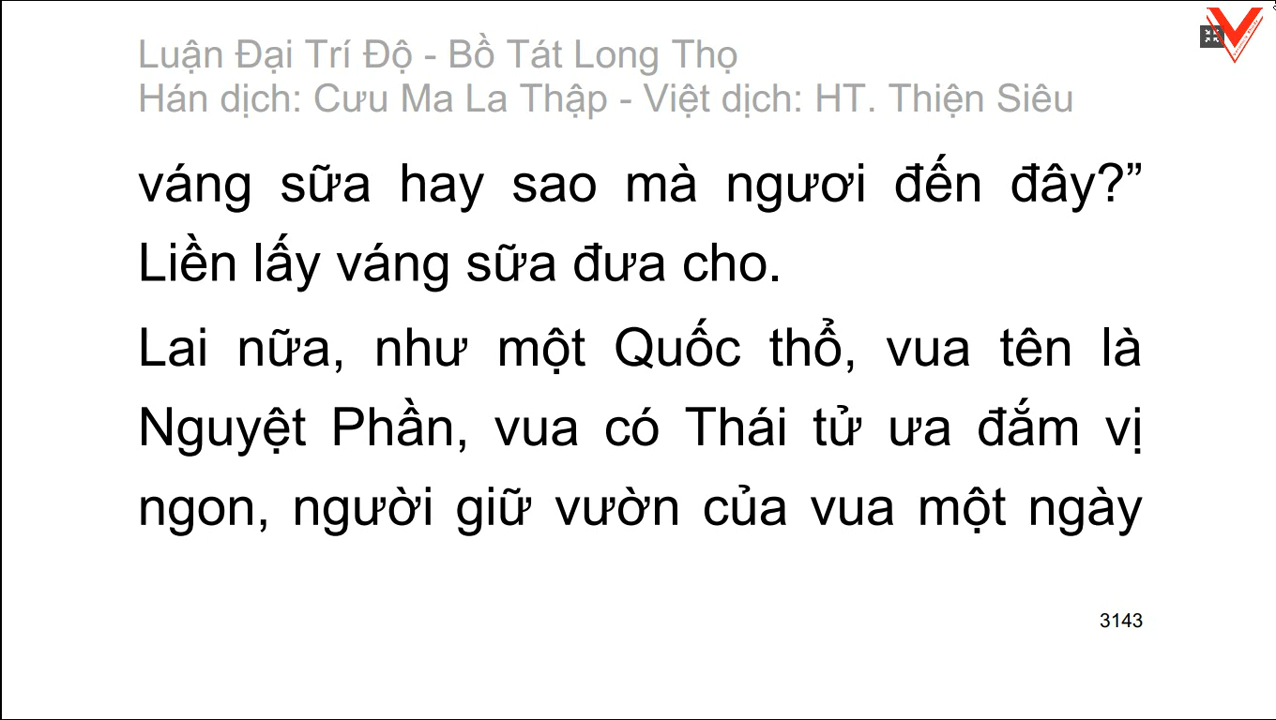 Luận Đại Trí Độ - Bồ Tát Long Thọ
Hán dịch: Cưu Ma La Thập - Việt dịch: HT. Thiện Siêu
váng sữa hay sao mà ngươi đến đây?”
Liền lấy váng sữa đưa cho.
Lai nữa, như một Quốc thổ, vua tên là
Nguyệt Phần, vua có Thái tử ưa đắm vị
ngon, người giữ vườn của vua một ngày
3143